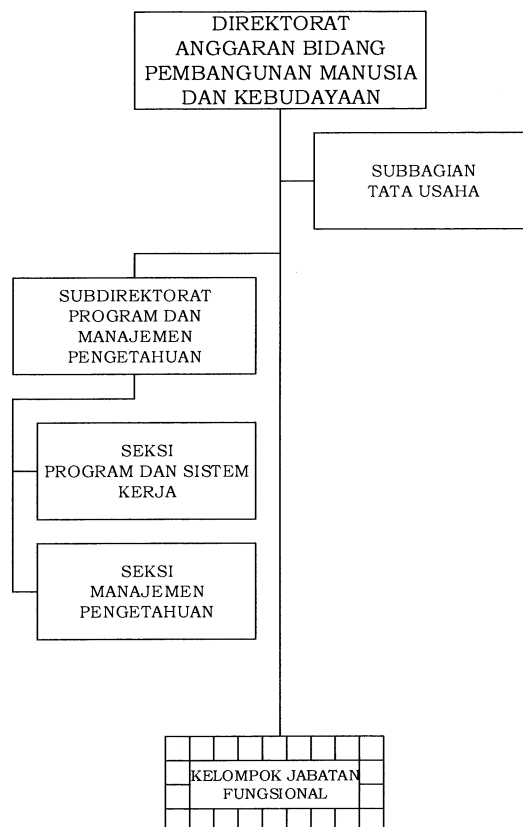 DIREKTORAT
ANGGARAN BIDANG
PEMBANGUNAN MANUSIA
DAN KEBUDAYAAN
SUBBAGIAN
TATA USAHA
SUBDIREKTORAT
PROGRAM DAN
MANAJEMEN
PENGETAHUAN
SEKSI
PROGRAM DAN SISTEM
KERJA
SEKSI
MANAJEMEN
PENGETAHUAN
KELOMPOK JABATAN
FUNGSIONAL